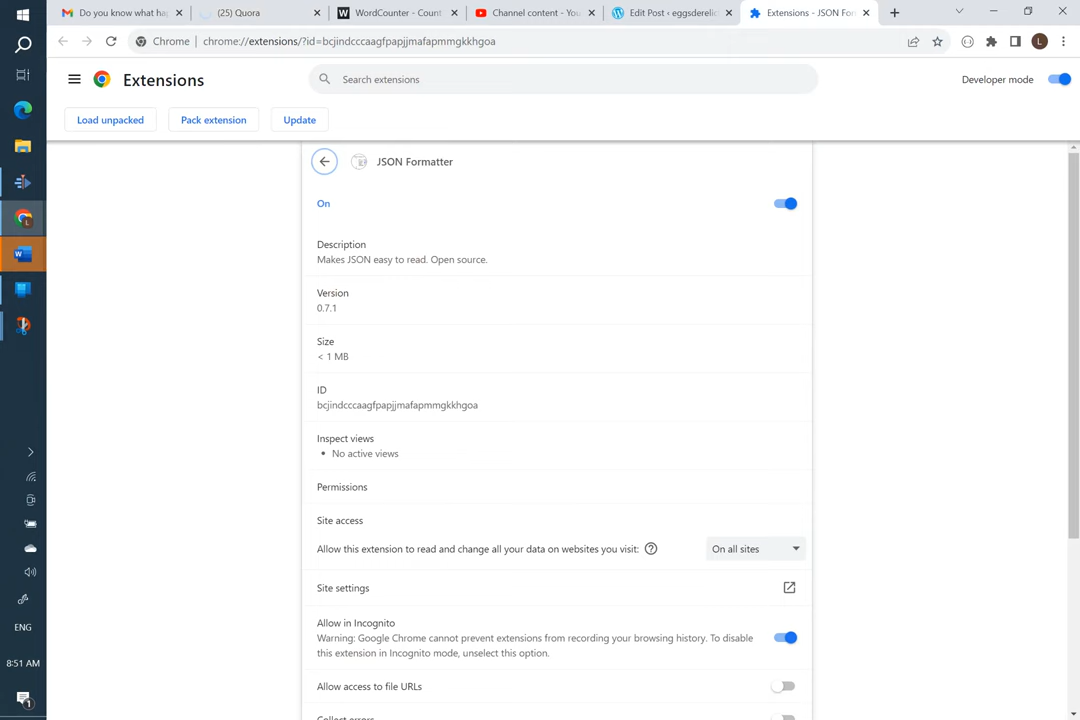 Do you know what ha
(25) Quora
WordCounter - Count
Channel content - You
Edit Post ‹ eggsderelic
Extensions - JSON For
Chrome
chrome://extensions/?id=bcjindcccaagfpapjjmafapmmgkkhgoa
L
Extensions
Search extensions
Developer mode
Load unpacked
Pack extension
Update
JSON Formatter
On
Description
Makes JSON easy to read. Open source.
Version
0.7.1
Size
< 1 MB
ID
bcjindcccaagfpapjjmafapmmgkkhgoa
Inspect views
• No active views
Permissions
Site access
Allow this extension to read and change all your data on websites you visit:
On all sites
Site settings
Allow in Incognito
Warning: Google Chrome cannot prevent extensions from recording your browsing history. To disable
this extension in Incognito mode, unselect this option.
Allow access to file URLs
Collect errors
ENG
8:51 AM
1